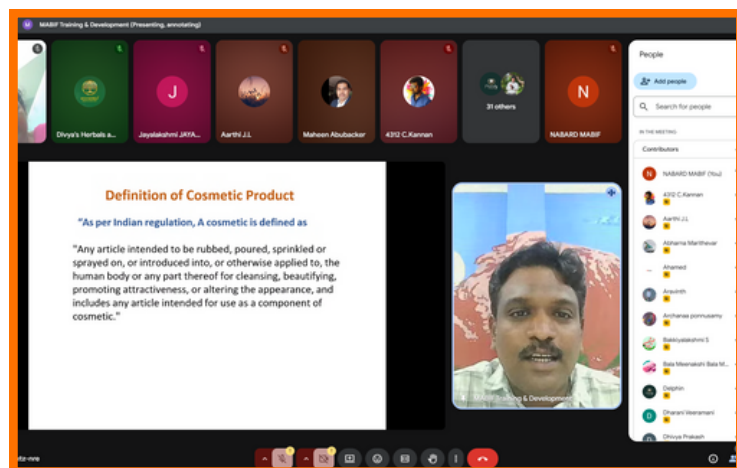 M MABIF Training & Development (Presenting, annotating)
Divya's Herbals a...
J
Jayalakshmi JAYA...
Aarthi J.L
Maheen Abubacker
4312 C.Kannan
31 others
N
NABARD MABIF
Definition of Cosmetic Product
"As per Indian regulation, A cosmetic is defined as
"Any article intended to be rubbed, poured, sprinkled or
sprayed on, or introduced into, or otherwise applied to, the
human body or any part thereof for cleansing, beautifying,
promoting attractiveness, or altering the appearance, and
includes any article intended for use as a component of
cosmetic."
MABIF Training & Development
People
Add people
Search for people
IN THE MEETING
Contributors
N NABARD MABIF (You)
4312 C.Kannan
Aarthi J.L
Abharna Marithevar
Ahamed
Aravinth
Archanaa ponnusamy
Bakkiyalakshmi S
Bala Meenakshi Bala M...
Delphin
D Dharani Veeramani
Dhivya Prakash
otz-nre